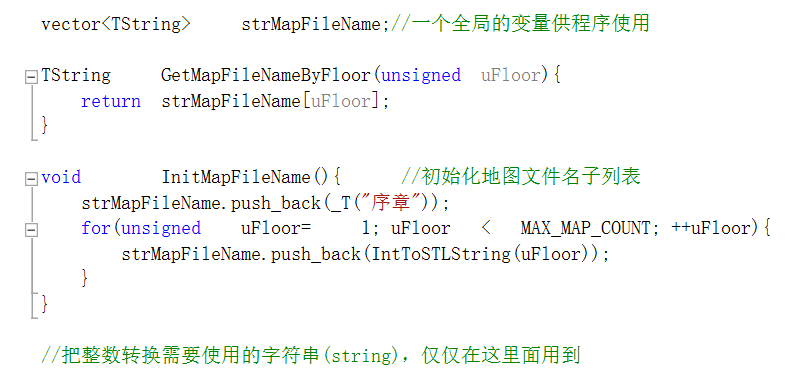 vector<TString> strMapFileName;//一个全局的变量供程序使用
TString GetMapFileNameByFloor(unsigned uFloor){
return strMapFileName[uFloor];
}
void InitMapFileName(){ //初始化地图文件名子列表
strMapFileName.push_back(_T("序章"));
for(unsigned uFloor= 1; uFloor < MAX_MAP_COUNT; ++uFloor){
strMapFileName.push_back(IntToSTLString(uFloor));
}
}
//把整数转换需要使用的字符串(string), 仅仅在这里面用到